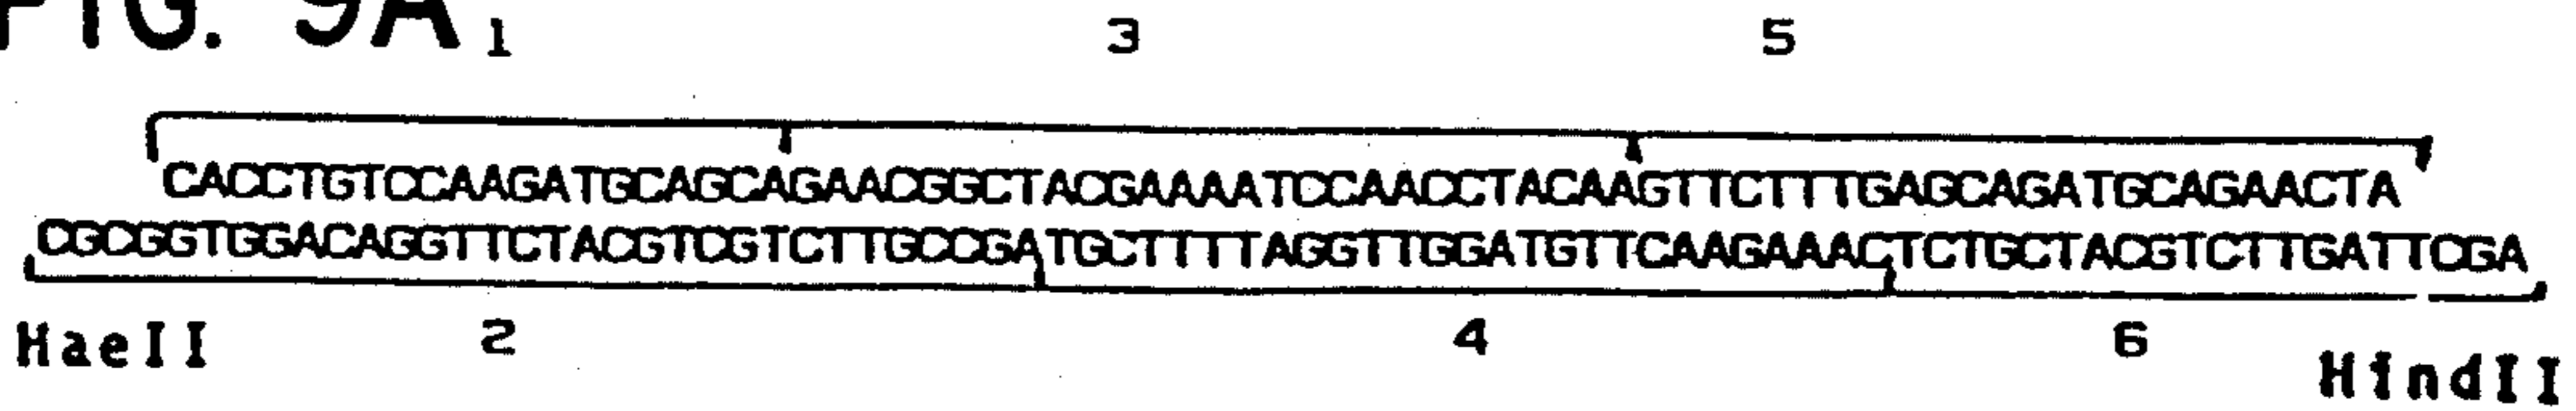 FIG. 9A 1 3 5
CACCTGTCCAAGATGCAGCAGAACGGCTACGAAAATCCAACCTACAAGTTCTTTGAGCAGATGCAGAACTA
CGCGGTGGACAGGTTCTACGTCGTCTTGCCGATGCTTTTAGGTTGGATGTTCAAGAAACTCTGCTACGTCTTGATTCGA
HaeII 2 4 6 HindII